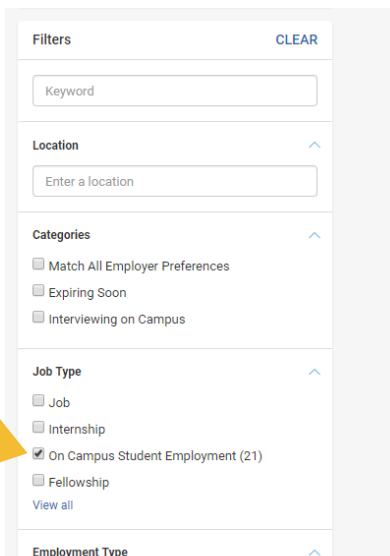 Filters CLEAR
Keyword
Location
Enter a location
Categories
Match All Employer Preferences
Expiring Soon
Interviewing on Campus
Job Type
Job
Internship
On Campus Student Employment (21)
Fellowship
View all
Employment Type